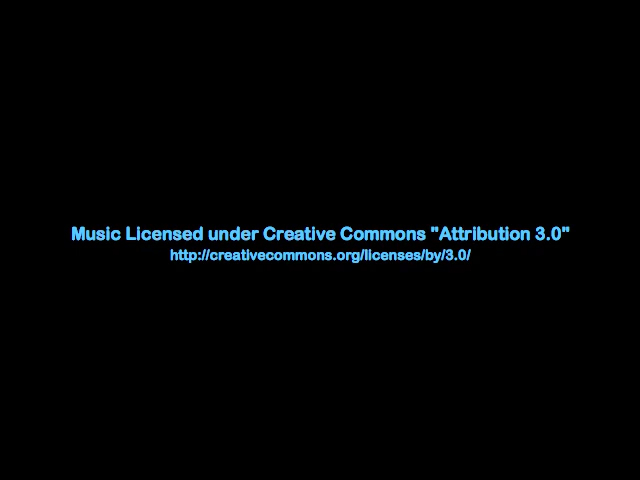 Music Licensed under Creative Commons "Attribution 3.0"
http://creativecommons.org/licenses/by/3.0/